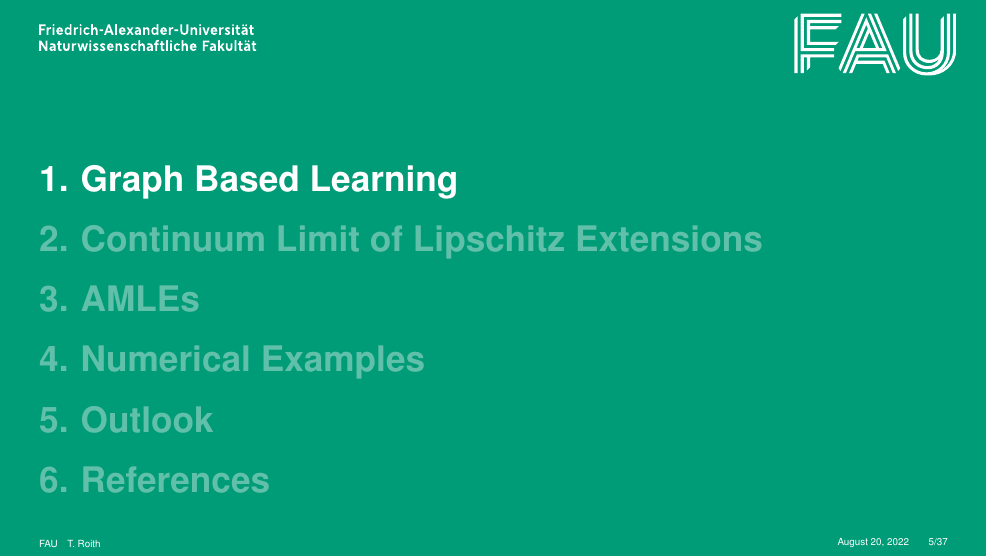 Friedrich-Alexander-Universität
Naturwissenschaftliche Fakultät
FAU
1. Graph Based Learning
2. Continuum Limit of Lipschitz Extensions
3. AMLEs
4. Numerical Examples
5. Outlook
6. References
FAU T. Roith
August 20, 2022 5/37